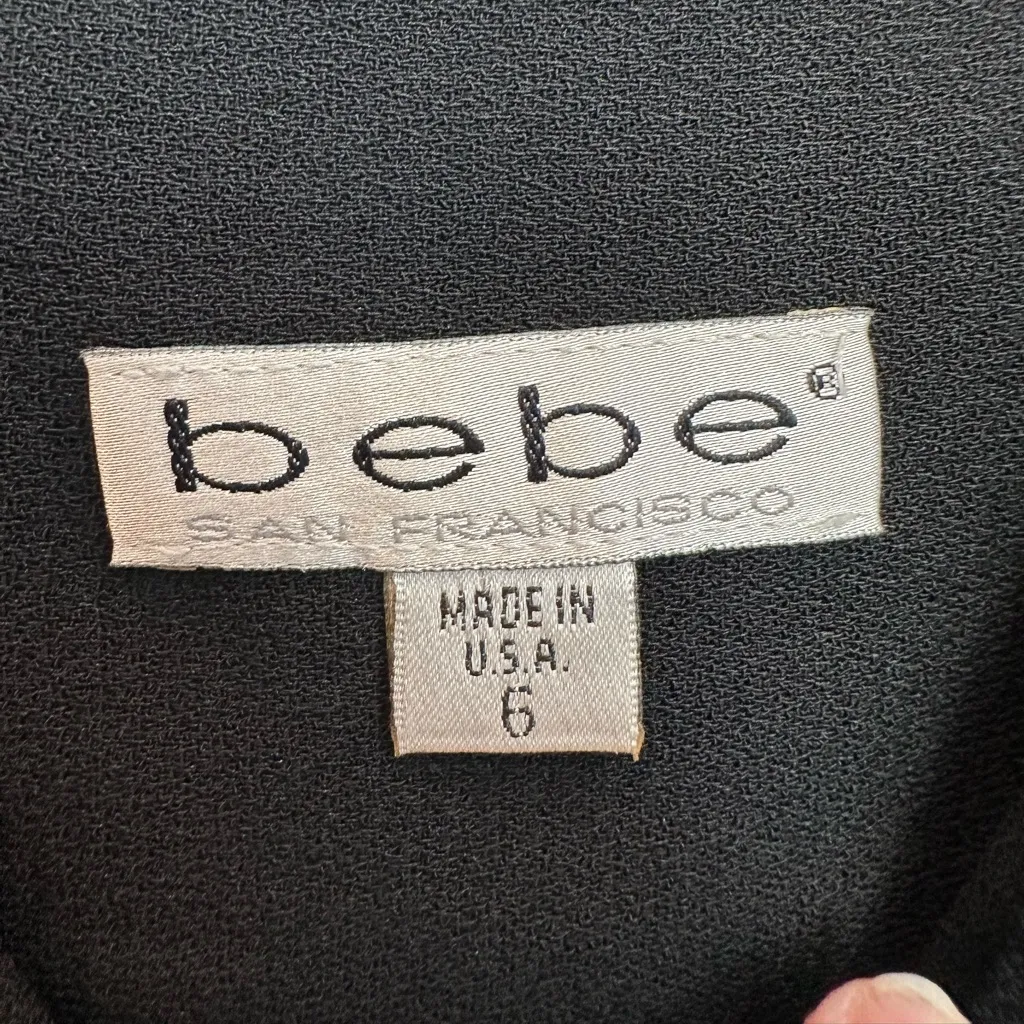 bebe®
SAN FRANCISCO
MADE IN
U.S.A.
6